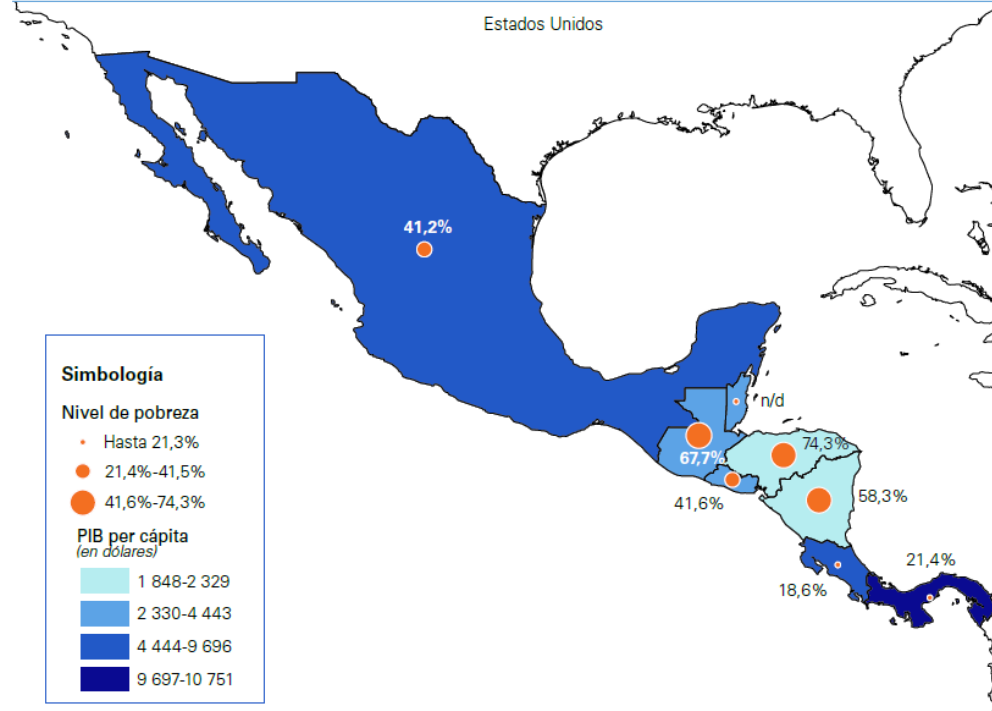 Estados Unidos
41,2%
n/d
67,7%
74,3%
41,6%
58,3%
21,4%
18,6%
Simbología
Nivel de pobreza
Hasta 21,3%
21,4%-41,5%
41,6%-74,3%
PIB per cápita
(en dólares)
1 848-2 329
2 330-4 443
4 444-9 696
9 697-10 751